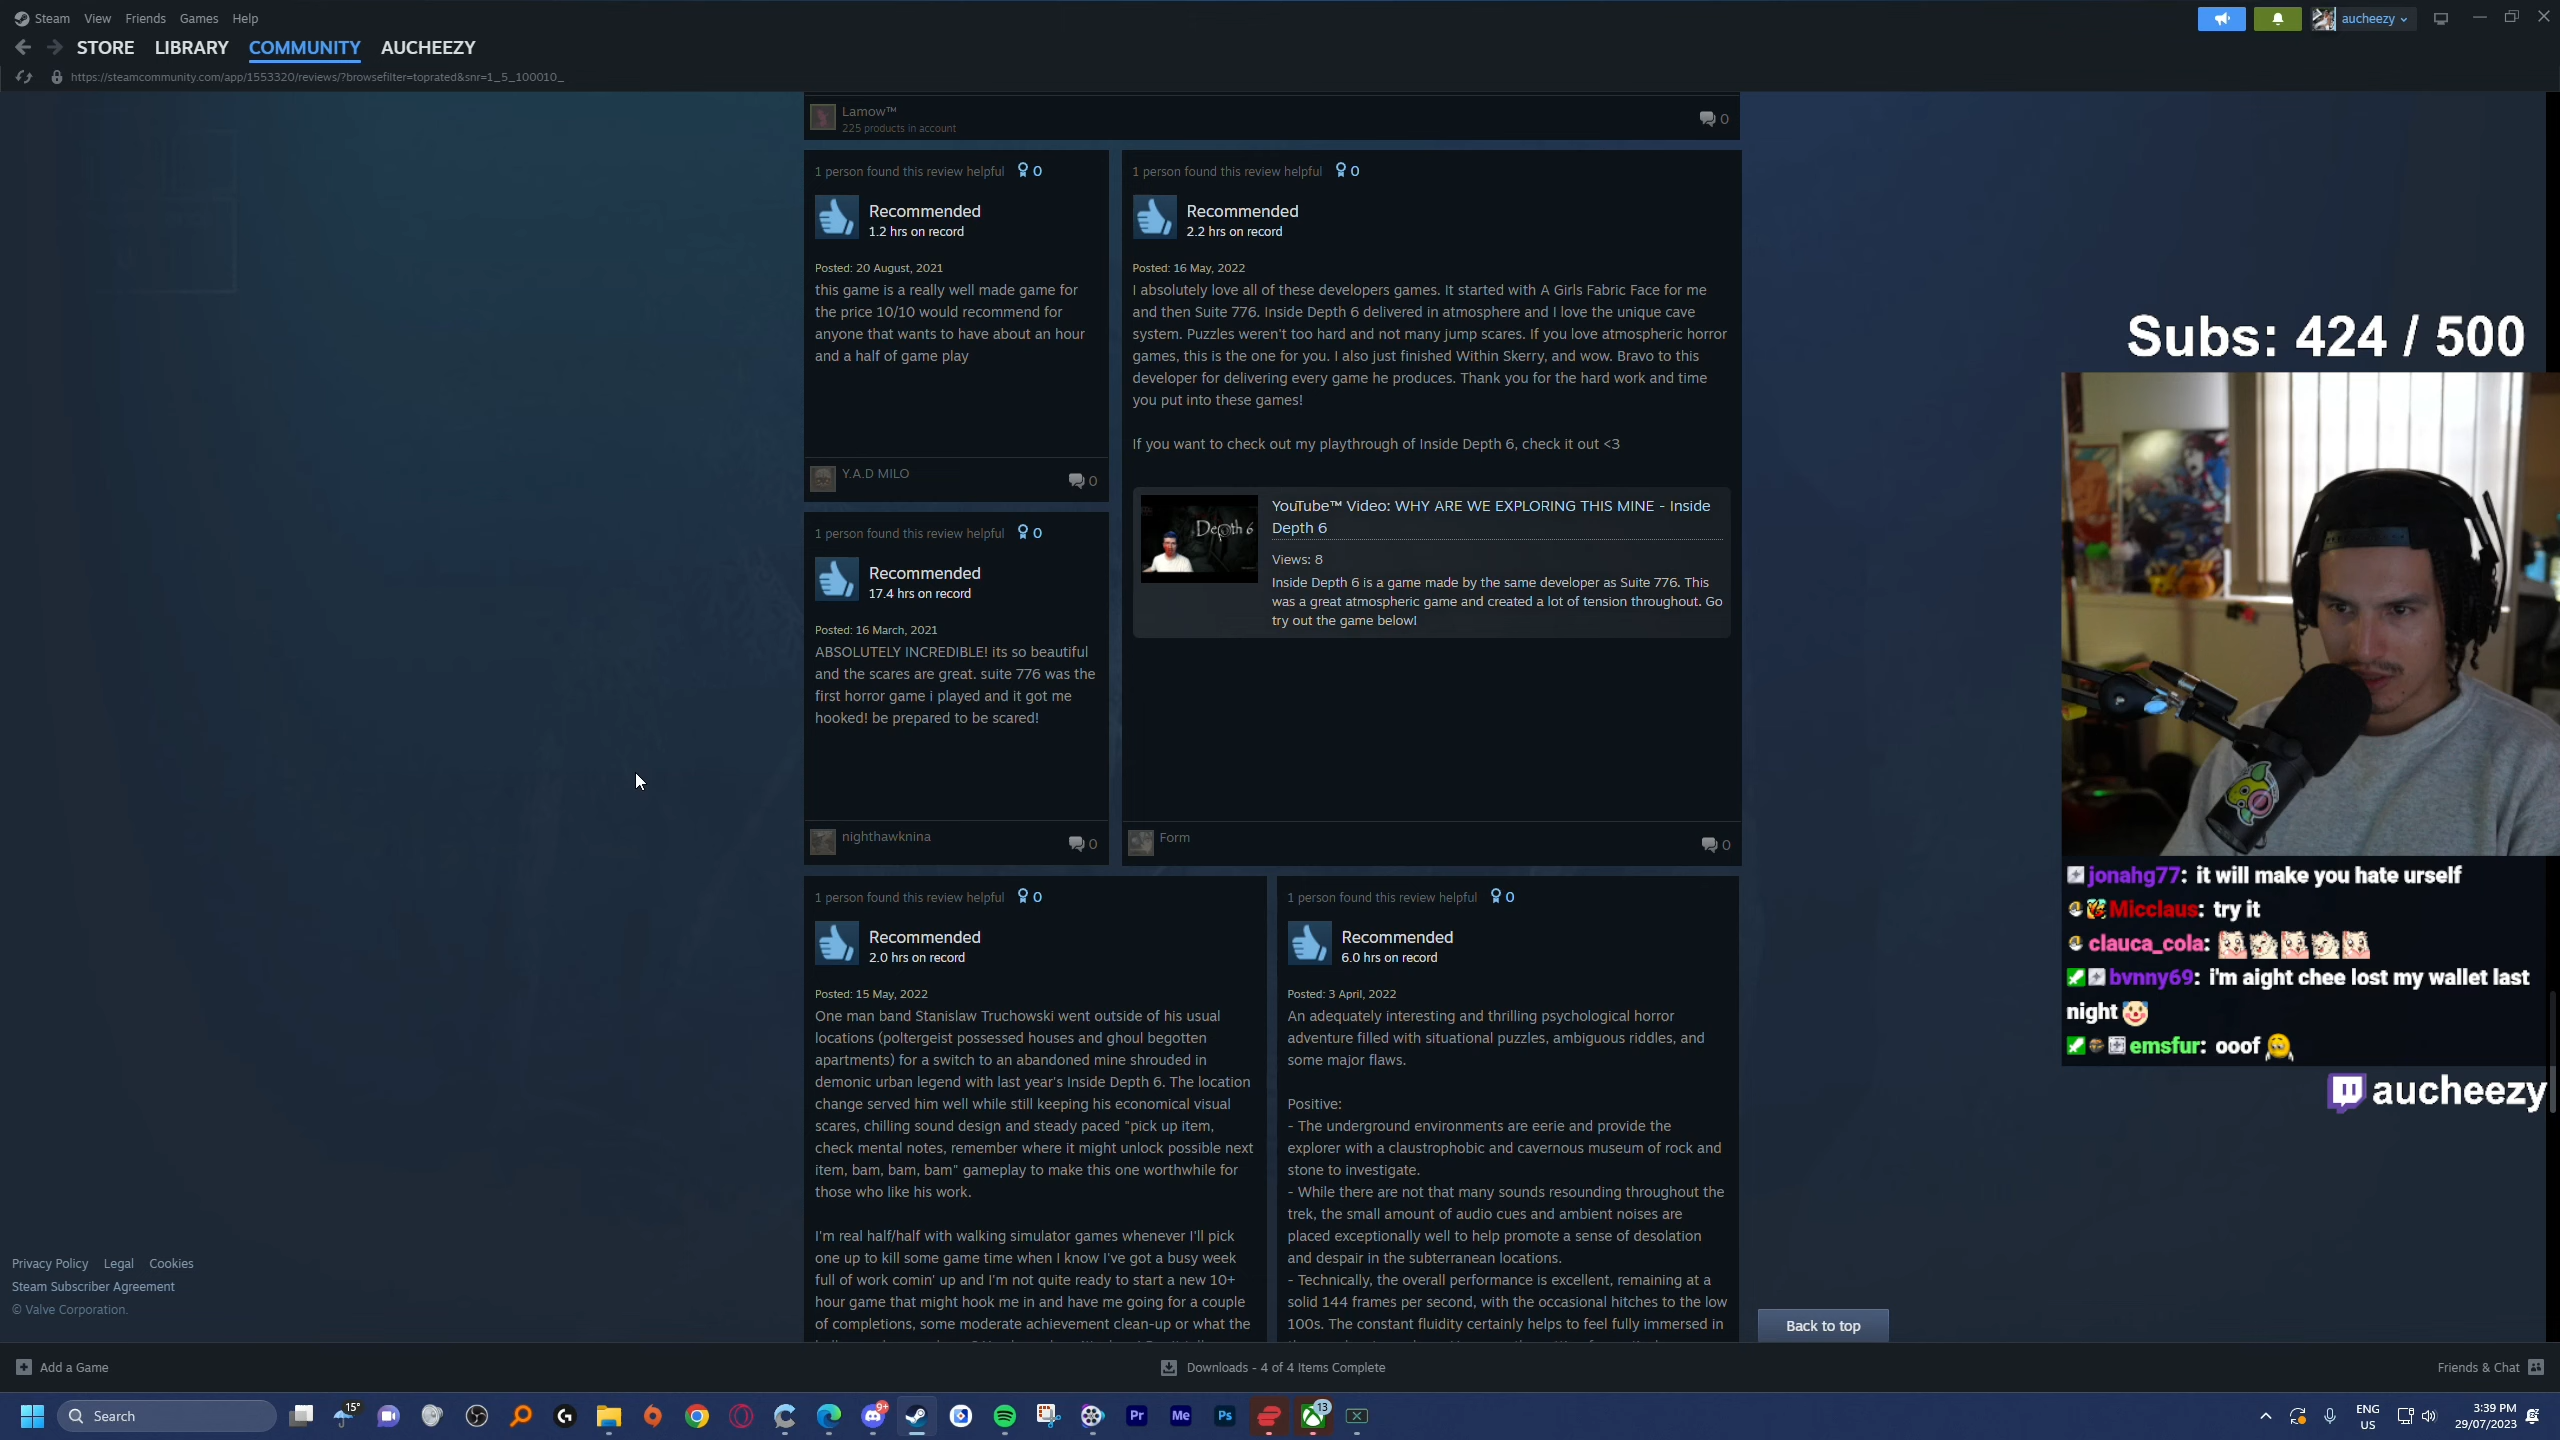 Steam View Friends Games Help
aucheezy
STORE LIBRARY COMMUNITY AUCHEEZY
https://steamcommunity.com/app/1553320/reviews/?browsefilter=toprated&snr=1_5_100010_
Lamow™
225 products in account
0
1 person found this review helpful 0
Recommended
1.2 hrs on record
Posted: 20 August, 2021
this game is a really well made game for
the price 10/10 would recommend for
anyone that wants to have about an hour
and a half of game play
Y.A.D MILO
0
1 person found this review helpful 0
Recommended
2.2 hrs on record
Posted: 16 May, 2022
I absolutely love all of these developers games. It started with A Girls Fabric Face for me
and then Suite 776. Inside Depth 6 delivered in atmosphere and I love the unique cave
system. Puzzles weren't too hard and not many jump scares. If you love atmospheric horror
games, this is the one for you. I also just finished Within Skerry, and wow. Bravo to this
developer for delivering every game he produces. Thank you for the hard work and time
you put into these games!
If you want to check out my playthrough of Inside Depth 6, check it out <3
Depth 6
YouTube™ Video: WHY ARE WE EXPLORING THIS MINE - Inside
Depth 6
Views: 8
Inside Depth 6 is a game made by the same developer as Suite 776. This
was a great atmospheric game and created a lot of tension throughout. Go
try out the game below!
Form
0
1 person found this review helpful 0
Recommended
17.4 hrs on record
Posted: 16 March, 2021
ABSOLUTELY INCREDIBLE! its so beautiful
and the scares are great. suite 776 was the
first horror game i played and it got me
hooked! be prepared to be scared!
nighthawknina
0
1 person found this review helpful 0
Recommended
2.0 hrs on record
Posted: 15 May, 2022
One man band Stanislaw Truchowski went outside of his usual
locations (poltergeist possessed houses and ghoul begotten
apartments) for a switch to an abandoned mine shrouded in
demonic urban legend with last year's Inside Depth 6. The location
change served him well while still keeping his economical visual
scares, chilling sound design and steady paced "pick up item,
check mental notes, remember where it might unlock possible next
item, bam, bam, bam" gameplay to make this one worthwhile for
those who like his work.
I'm real half/half with walking simulator games whenever I'll pick
one up to kill some game time when I know I've got a busy week
full of work comin' up and I'm not quite ready to start a new 10+
hour game that might hook me in and have me going for a couple
of completions, some moderate achievement clean-up or what the
1 person found this review helpful 0
Recommended
6.0 hrs on record
Posted: 3 April, 2022
An adequately interesting and thrilling psychological horror
adventure filled with situational puzzles, ambiguous riddles, and
some major flaws.
Positive:
- The underground environments are eerie and provide the
explorer with a claustrophobic and cavernous museum of rock and
stone to investigate.
- While there are not that many sounds resounding throughout the
trek, the small amount of audio cues and ambient noises are
placed exceptionally well to help promote a sense of desolation
and despair in the subterranean locations.
- Technically, the overall performance is excellent, remaining at a
solid 144 frames per second, with the occasional hitches to the low
100s. The constant fluidity certainly helps to feel fully immersed in
Subs: 424 / 500
jonahg77: it will make you hate urself
Micclaus: try it
clauca_cola:
bvnny69: i'm aight chee lost my wallet last
night
emsfur: ooof
aucheezy
Privacy Policy Legal Cookies
Steam Subscriber Agreement
© Valve Corporation.
Back to top
Add a Game
Downloads - 4 of 4 Items Complete
Friends & Chat
Search
15°
9+
Pr
Me
Ps
13
ENG
US
3:39 PM
29/07/2023